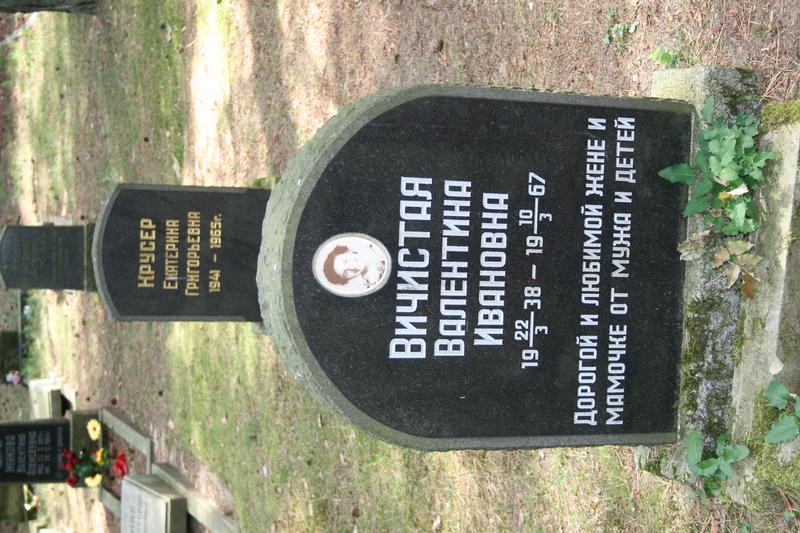 ВИЧИСТАЯ
ВАЛЕНТИНА
ИВАНОВНА
19 22/3 38 – 19 10/3 67
ДОРОГОЙ И ЛЮБИМОЙ ЖЕНЕ И
МАМОЧКЕ ОТ МУЖА И ДЕТЕЙ
КРУСЕР
ЕКАТЕРИНА
ГРИГОРЬЕВНА
1941 – 1965г.